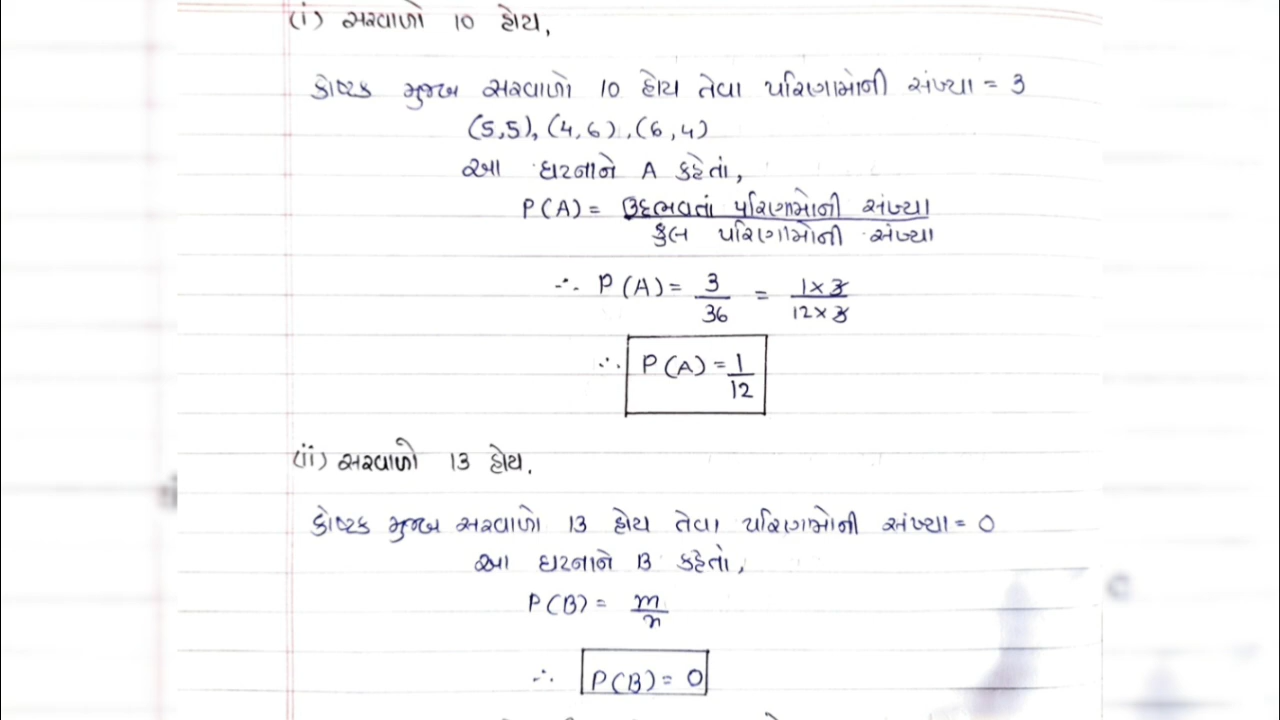 (i) સરવાળો 10 હોય,
કોષ્ટક મુજબ સરવાળો 10 હોય તેવા પરિણામોની સંખ્યા = 3
(5,5), (4,6), (6,4)
આ ઘટનાને A કહેતાં,
P(A) = ઉદ્દભવતાં પરિણામોની સંખ્યા
કુલ પરિણામોની સંખ્યા
∴ P(A) = 3/36 = 1×3/12×3
∴ P(A) = 1/12
(ii) સરવાળો 13 હોય.
કોષ્ટક મુજબ સરવાળો 13 હોય તેવા પરિણામોની સંખ્યા = 0
આ ઘટનાને B કહેતાં,
P(B) = m/n
∴ P(B) = 0